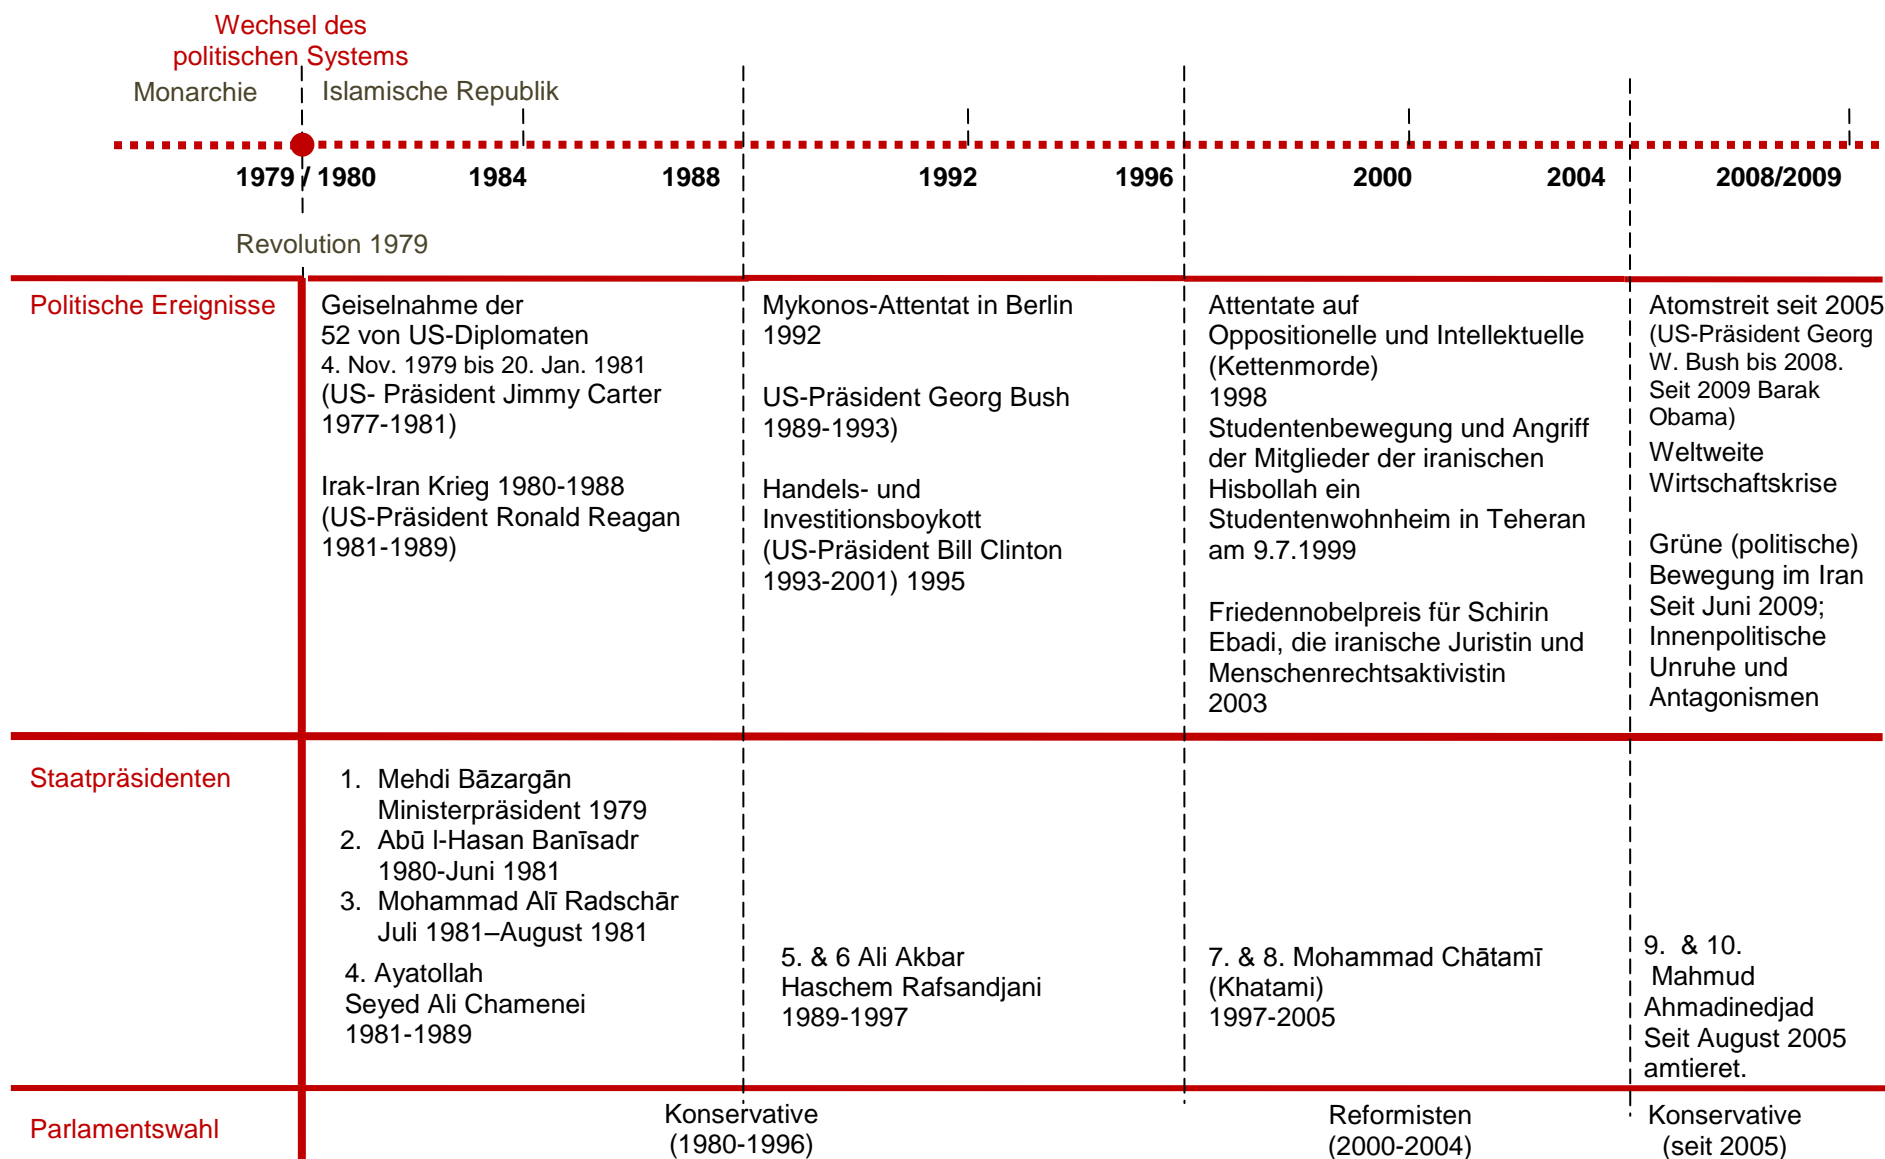 Wechsel des
politischen Systems
Monarchie
Islamische Republik
1979 / 1980
1984
1988
1992
1996
2000
2004
2008/2009
Revolution 1979
Politische Ereignisse
Geiselnahme der
52 von US-Diplomaten
4. Nov. 1979 bis 20. Jan. 1981
(US- Präsident Jimmy Carter
1977-1981)
Irak-Iran Krieg 1980-1988
(US-Präsident Ronald Reagan
1981-1989)
Mykonos-Attentat in Berlin
1992
US-Präsident Georg Bush
1989-1993)
Handels- und
Investitionsboykott
(US-Präsident Bill Clinton
1993-2001) 1995
Attentate auf
Oppositionelle und Intellektuelle
(Kettenmorde)
1998
Studentenbewegung und Angriff
der Mitglieder der iranischen
Hisbollah ein
Studentenwohnheim in Teheran
am 9.7.1999
Friedennobelpreis für Schirin
Ebadi, die iranische Juristin und
Menschenrechtsaktivistin
2003
Atomstreit seit 2005
(US-Präsident Georg
W. Bush bis 2008.
Seit 2009 Barak
Obama)
Weltweite
Wirtschaftskrise
Grüne (politische)
Bewegung im Iran
Seit Juni 2009;
Innenpolitische
Unruhe und
Antagonismen
Staatpräsidenten
1. Mehdi Bāzargān
Ministerpräsident 1979
2. Abū l-Hasan Banīsadr
1980-Juni 1981
3. Mohammad Alī Radschār
Juli 1981–August 1981
4. Ayatollah
Seyed Ali Chamenei
1981-1989
5. & 6 Ali Akbar
Haschem Rafsandjani
1989-1997
7. & 8. Mohammad Chātamī
(Khatami)
1997-2005
9. & 10.
Mahmud
Ahmadinedjad
Seit August 2005
amtieret.
Parlamentswahl
Konservative
(1980-1996)
Reformisten
(2000-2004)
Konservative
(seit 2005)